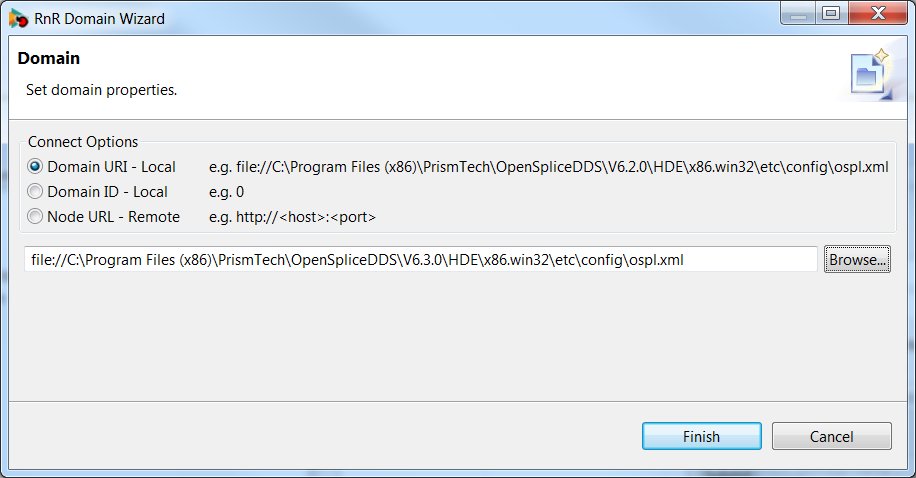 RnR Domain Wizard
Domain
Set domain properties.
Connect Options
Domain URI - Local e.g. file://C:\Program Files (x86)\PrismTech\OpenSpliceDDS\V6.2.0\HDE\x86.win32\etc\config\ospl.xml
Domain ID - Local e.g. 0
Node URL - Remote e.g. http://<host>:<port>
file://C:\Program Files (x86)\PrismTech\OpenSpliceDDS\V6.3.0\HDE\x86.win32\etc\config\ospl.xml Browse...
Finish Cancel